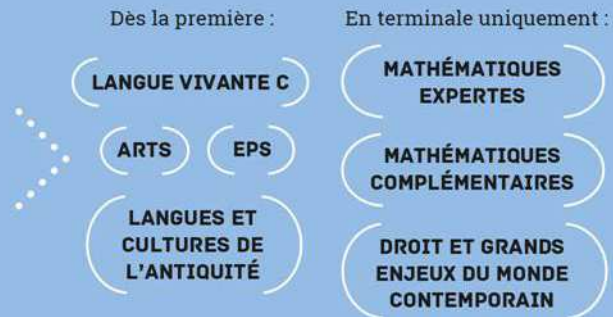 Dès la première :
LANGUE VIVANTE C
ARTS
EPS
LANGUES ET
CULTURES DE
L'ANTIQUITÉ
En terminale uniquement :
MATHÉMATIQUES
EXPERTES
MATHÉMATIQUES
COMPLÉMENTAIRES
DROIT ET GRANDS
ENJEUX DU MONDE
CONTEMPORAIN